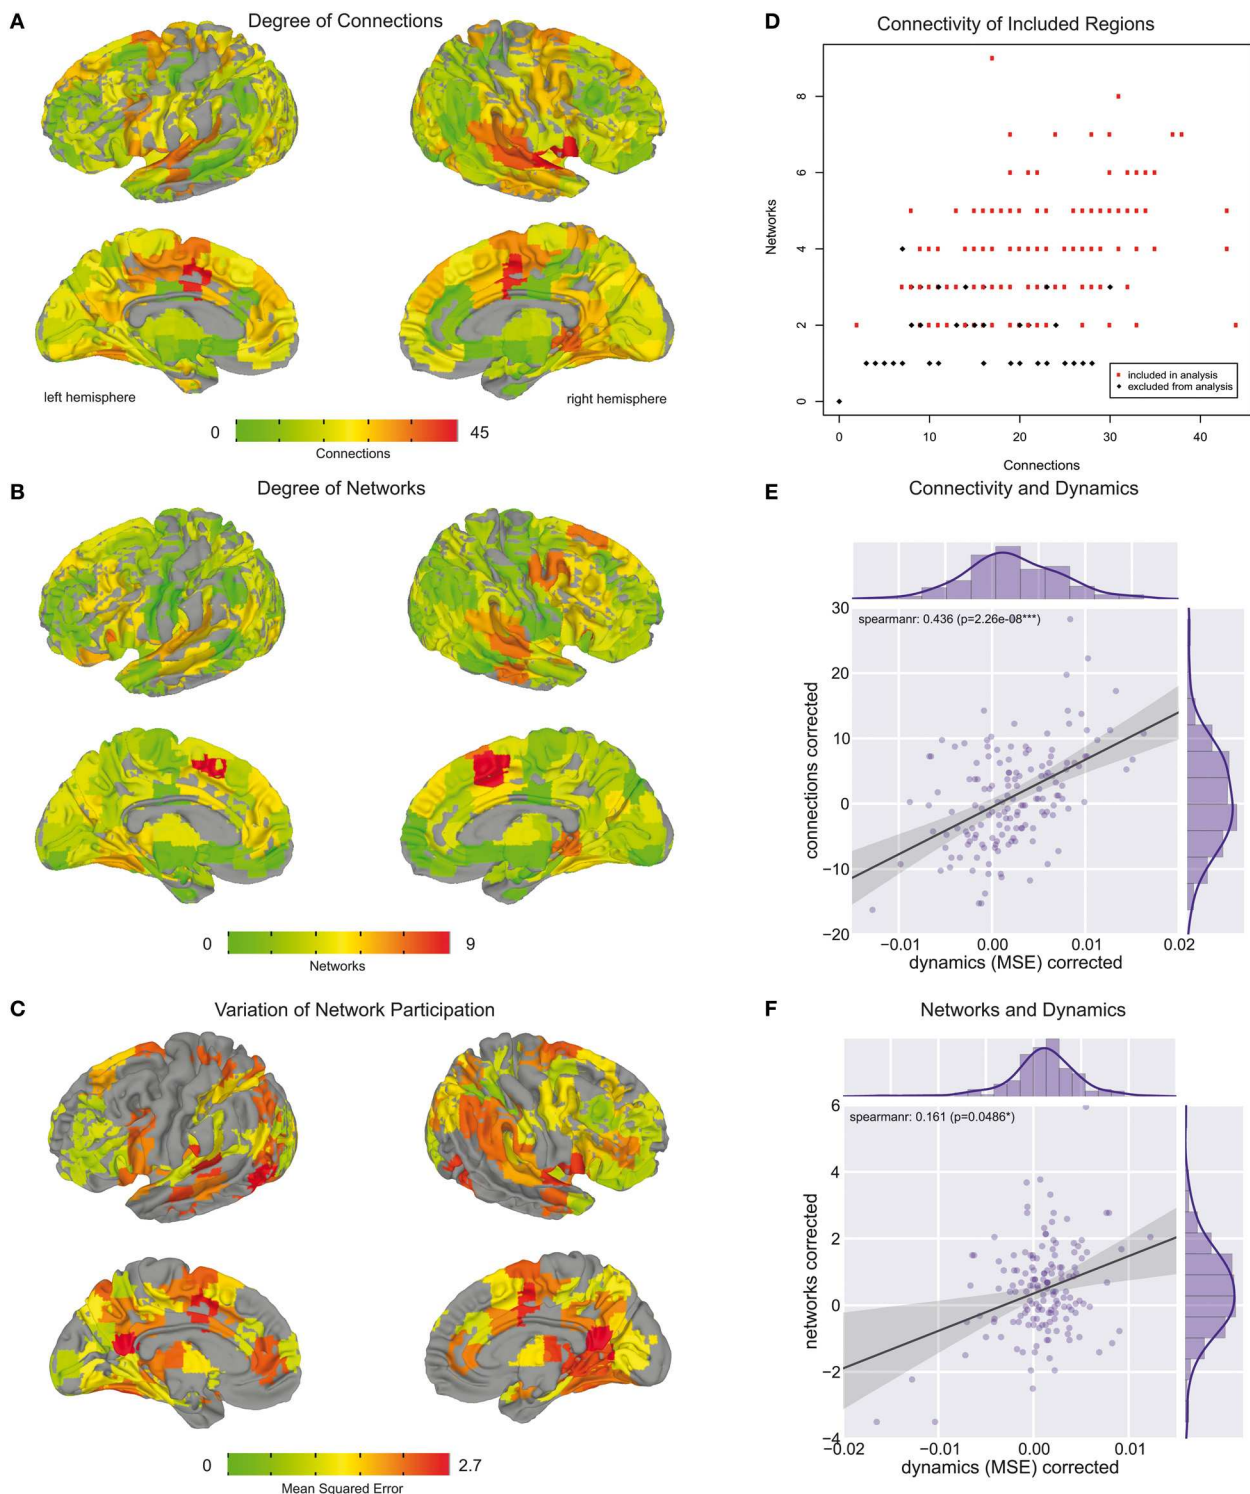 A
Degree of Connections
left hemisphere
right hemisphere
0
45
Connections
B
Degree of Networks
0
9
Networks
C
Variation of Network Participation
0
2.7
Mean Squared Error
D
Connectivity of Included Regions
Networks
8
6
4
2
0
included in analysis
excluded from analysis
0 10 20 30 40
Connections
E
Connectivity and Dynamics
spearmanr: 0.436 (p=2.26e-08***)
connections corrected
30
20
10
0
−10
−20
−0.01 0.00 0.01 0.02
dynamics (MSE) corrected
F
Networks and Dynamics
spearmanr: 0.161 (p=0.0486*)
networks corrected
6
4
2
0
−2
−4
−0.02 −0.01 0.00 0.01
dynamics (MSE) corrected